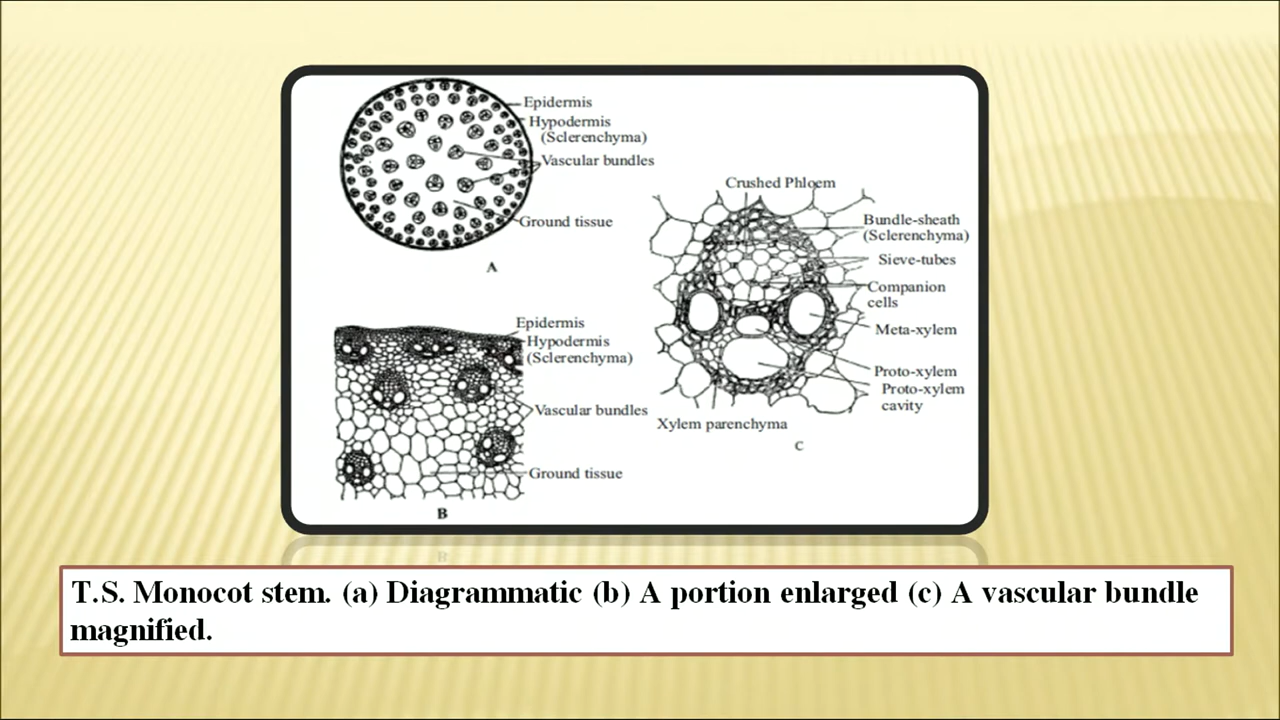 Epidermis
Hypodermis
(Sclerenchyma)
Vascular bundles
Ground tissue
A
Epidermis
Hypodermis
(Sclerenchyma)
Vascular bundles
Ground tissue
B
Crushed Phloem
Bundle-sheath
(Sclerenchyma)
Sieve-tubes
Companion
cells
Meta-xylem
Proto-xylem
Proto-xylem
cavity
Xylem parenchyma
C
T.S. Monocot stem. (a) Diagrammatic (b) A portion enlarged (c) A vascular bundle
magnified.